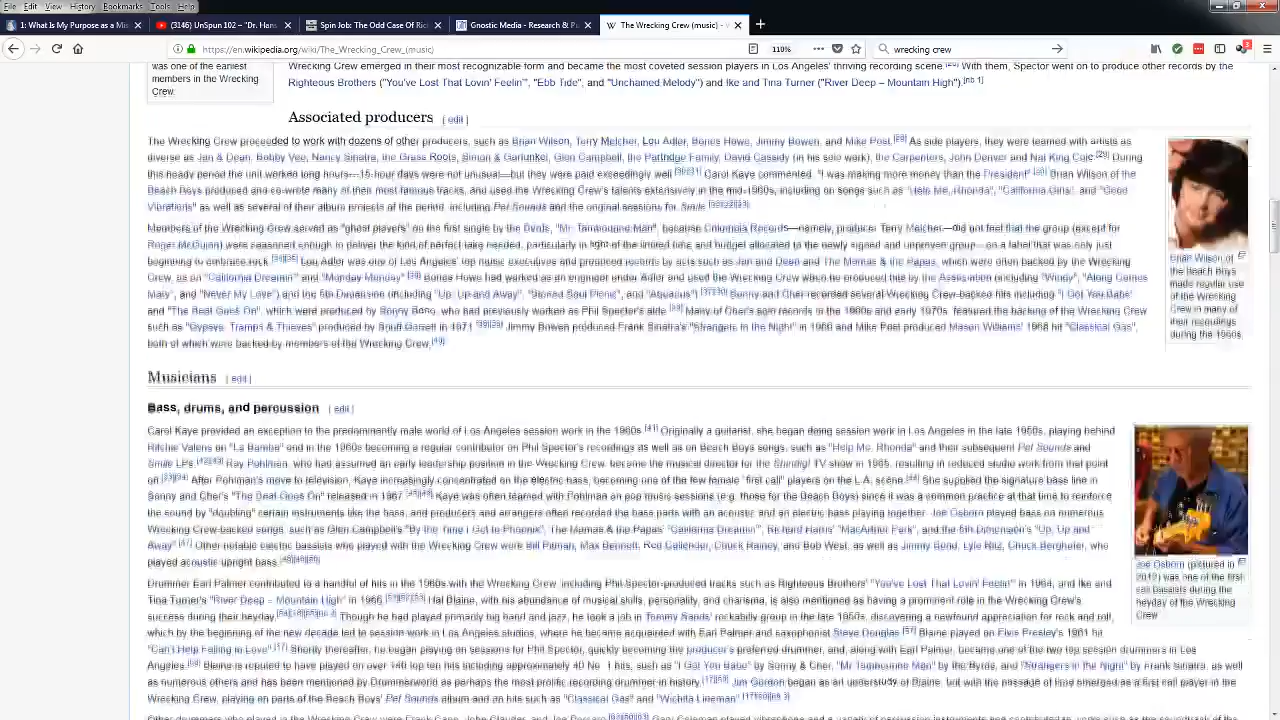 File Edit View History Bookmarks Tools Help
1: What Is My Purpose as a Mis
(3146) UnSpun 102 – "Dr. Hans
Spin Job: The Odd Case Of Ric
Gnostic Media - Research & Pu
The Wrecking Crew (music) -
https://en.wikipedia.org/wiki/The_Wrecking_Crew_(music)
110%
wrecking crew
was one of the earliest
members in the Wrecking
Crew.
Wrecking Crew emerged in their most recognizable form and became the most coveted session players in Los Angeles' thriving recording scene. With them, Spector went on to produce other records by the
Righteous Brothers ("You've Lost That Lovin' Feelin'", "Ebb Tide", and "Unchained Melody") and Ike and Tina Turner ("River Deep – Mountain High").[nb 1]
Associated producers [ edit ]
The Wrecking Crew proceeded to work with dozens of other producers, such as Brian Wilson, Terry Melcher, Lou Adler, Bones Howe, Jimmy Bowen, and Mike Post. As side players, they were teamed with artists as
diverse as Jan & Dean, Bobby Vee, Nancy Sinatra, the Grass Roots, Simon & Garfunkel, Glen Campbell, the Partridge Family, David Cassidy (in his solo work), the Carpenters, John Denver and Nat King Cole.[29] During
this heady period the unit worked long hours—15-hour days were not unusual—but they were paid exceedingly well. Carol Kaye commented, "I was making more money than the President". Brian Wilson of the
Beach Boys produced and co-wrote many of their most famous tracks, and used the Wrecking Crew's talents extensively in the mid-1960s, including on songs such as "Help Me, Rhonda", "California Girls", and "Good
Vibrations" as well as several of their album projects of the period, including Pet Sounds and the original sessions for Smile.
Members of the Wrecking Crew served as "ghost players" on the first single by the Byrds, "Mr. Tambourine Man", because Columbia Records—namely, producer Terry Melcher—did not feel that the group (except for
Roger McGuinn) were seasoned enough to deliver the kind of perfect take needed, particularly in light of the limited time and budget allocated to the newly signed and unproven group—on a label that was only just
beginning to embrace rock. Lou Adler was one of Los Angeles' top music executives and produced records by acts such as Jan and Dean and The Mamas & the Papas, which were often backed by the Wrecking
Crew, as on "California Dreamin'" and "Monday Monday". Bones Howe had worked as an engineer under Adler and used the Wrecking Crew when he produced hits by the Association (including "Windy", "Along Comes
Mary", and "Never My Love") and the 5th Dimension (including "Up, Up and Away", "Stoned Soul Picnic", and "Aquarius"). Sonny and Cher recorded several Wrecking Crew-backed hits including "I Got You Babe"
and "The Beat Goes On", which were produced by Sonny Bono, who had previously worked as Phil Spector's aide. Many of Cher's solo records in the 1960s and early 1970s featured the backing of the Wrecking Crew
such as "Gypsys, Tramps & Thieves" produced by Snuff Garrett in 1971. Jimmy Bowen produced Frank Sinatra's "Strangers in the Night" in 1966 and Mike Post produced Mason Williams' 1968 hit "Classical Gas",
both of which were backed by members of the Wrecking Crew.[40]
Brian Wilson of
the Beach Boys
made regular use
of the Wrecking
Crew in many of
their recordings
during the 1960s.
Musicians [ edit ]
Bass, drums, and percussion [ edit ]
Carol Kaye provided an exception to the predominantly male world of Los Angeles session work in the 1960s.[41] Originally a guitarist, she began doing session work in Los Angeles in the late 1950s, playing behind
Ritchie Valens on "La Bamba" and in the 1960s becoming a regular contributor on Phil Spector's recordings as well as on Beach Boys songs, such as "Help Me, Rhonda" and their subsequent Pet Sounds and
Smile LPs. Ray Pohlman, who had assumed an early leadership position in the Wrecking Crew, became the musical director for the Shindig! TV show in 1965, resulting in reduced studio work from that point
on. After Pohlman's move to television, Kaye increasingly concentrated on the electric bass, becoming one of the few female "first call" players on the L.A. scene. She supplied the signature bass line in
Sonny and Cher's "The Beat Goes On" released in 1967. Kaye was often teamed with Pohlman on pop music sessions (e.g. those for the Beach Boys) since it was a common practice at that time to reinforce
the sound by "doubling" certain instruments like the bass, and producers and arrangers often recorded the bass parts with an acoustic and an electric bass playing together. Joe Osborn played bass on numerous
Wrecking Crew-backed songs, such as Glen Campbell's "By the Time I Get to Phoenix", The Mamas & the Papas' "California Dreamin'", Richard Harris' "MacArthur Park", and the 5th Dimension's "Up, Up and
Away". Other notable electric bassists who played with the Wrecking Crew were Bill Pitman, Max Bennett, Red Callender, Chuck Rainey, and Bob West, as well as Jimmy Bond, Lyle Ritz, Chuck Berghofer, who
played acoustic upright bass.
Joe Osborn (pictured in
2012) was one of the first
call bassists during the
heyday of the Wrecking
Crew
Drummer Earl Palmer contributed to a handful of hits in the 1960s with the Wrecking Crew, including Phil Spector-produced tracks such as Righteous Brothers' "You've Lost That Lovin' Feelin'" in 1964, and Ike and
Tina Turner's "River Deep – Mountain High" in 1966. Hal Blaine, with his abundance of musical skills, personality, and charisma, is also mentioned as having a prominent role in the Wrecking Crew's
success during their heyday. Though he had played primarily big band and jazz, he took a job in Tommy Sands' rockabilly group in the late 1950s, discovering a newfound appreciation for rock and roll,
which by the beginning of the new decade led to session work in Los Angeles studios, where he became acquainted with Earl Palmer and saxophonist Steve Douglas. Blaine played on Elvis Presley's 1961 hit
"Can't Help Falling in Love". Shortly thereafter, he began playing on sessions for Phil Spector, quickly becoming the producer's preferred drummer, and, along with Earl Palmer, became one of the two top session drummers in Los
Angeles. Blaine is reputed to have played on over 140 top ten hits including approximately 40 No. 1 hits, such as "I Got You Babe" by Sonny & Cher, "Mr Tambourine Man" by the Byrds, and "Strangers in the Night" by Frank Sinatra, as well
as numerous others and has been mentioned by Drummerworld as perhaps the most prolific recording drummer in history. Jim Gordon began as an understudy of Blaine, but with the passage of time emerged as a first call player in the
Wrecking Crew, playing on parts of the Beach Boys' Pet Sounds album and on hits such as "Classical Gas" and "Wichita Lineman".